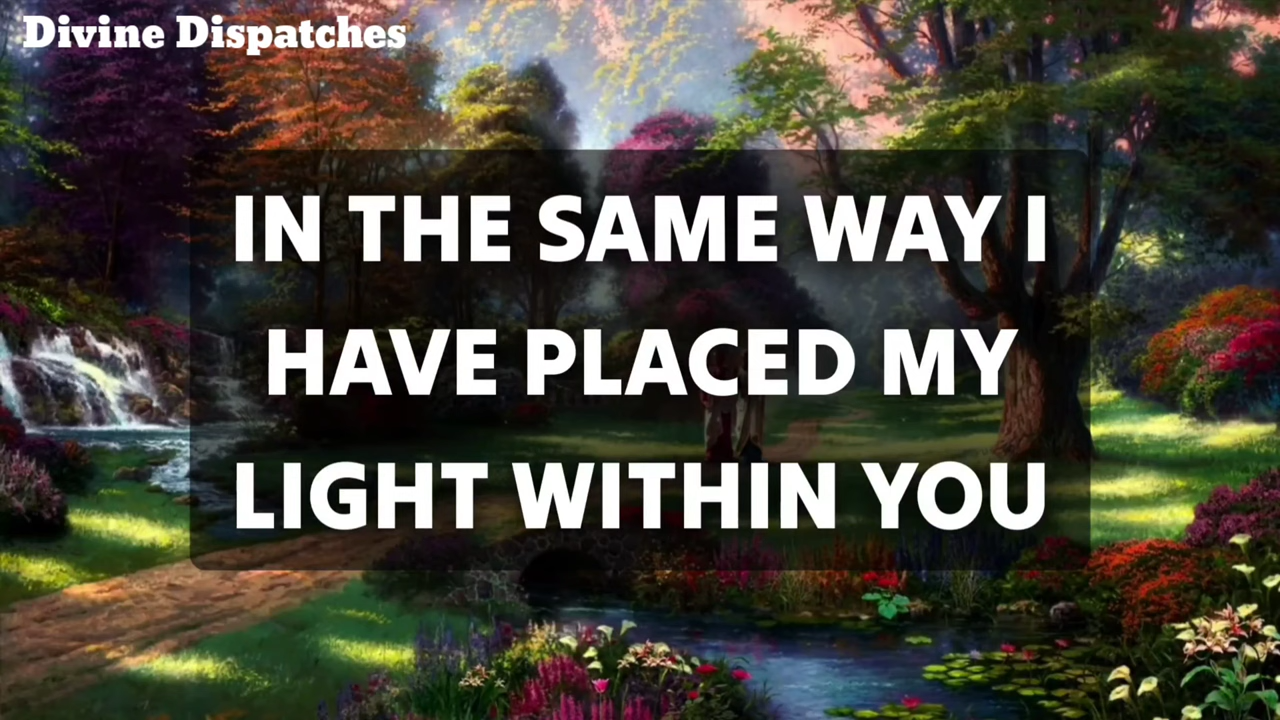 Divine Dispatches
IN THE SAME WAY I
HAVE PLACED MY
LIGHT WITHIN YOU